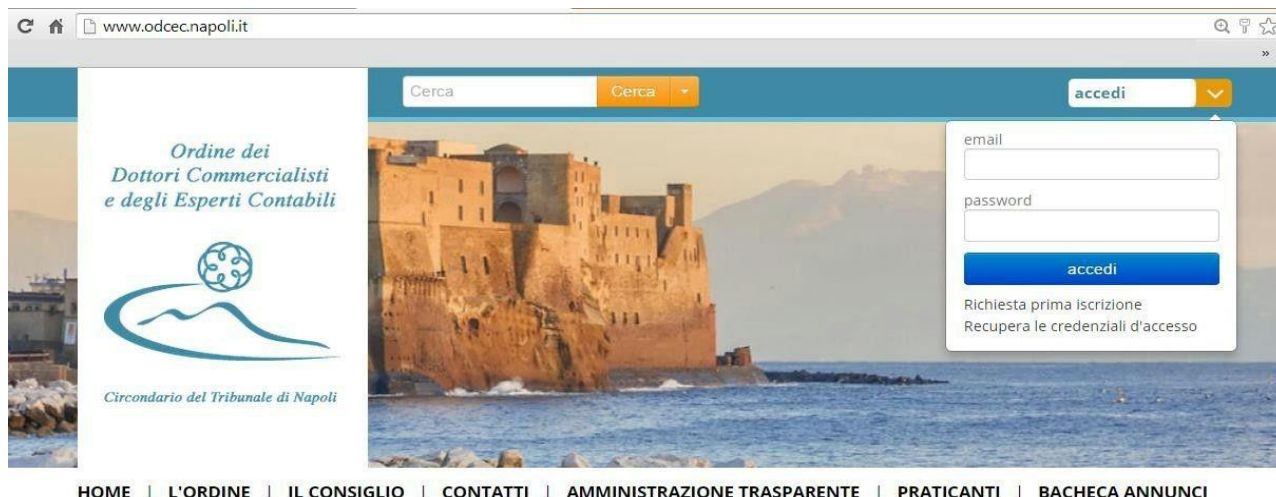 www.odcec.napoli.it
»
Cerca Cerca accedi
Ordine dei
Dottori Commercialisti
e degli Esperti Contabili
Circondario del Tribunale di Napoli
email
password
accedi
Richiesta prima iscrizione
Recupera le credenziali d'accesso
HOME | L'ORDINE | IL CONSIGLIO | CONTATTI | AMMINISTRAZIONE TRASPARENTE | PRATICANTI | BACHECA ANNUNCI